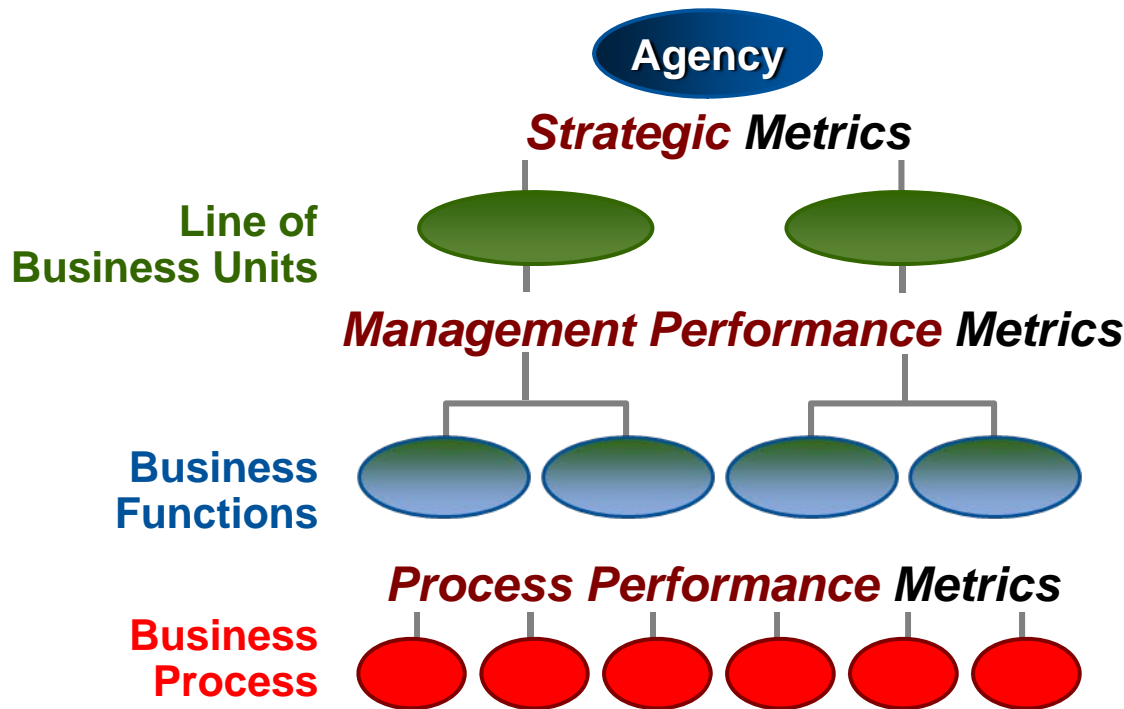 Agency
Strategic Metrics
Line of
Business Units
Management Performance Metrics
Business
Functions
Process Performance Metrics
Business
Process